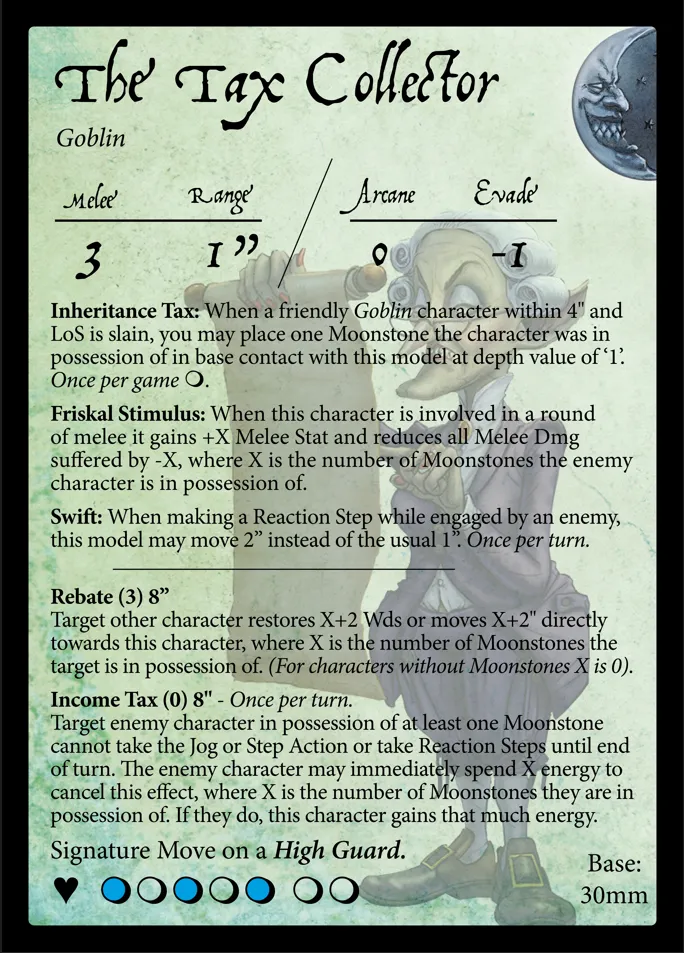 The Tax Collector
Goblin
Melee Range Arcane Evade
3 1” 0 -1
Inheritance Tax: When a friendly Goblin character within 4" and
LoS is slain, you may place one Moonstone the character was in
possession of in base contact with this model at depth value of ‘1’.
Once per game ❍.
Friskal Stimulus: When this character is involved in a round
of melee it gains +X Melee Stat and reduces all Melee Dmg
suffered by -X, where X is the number of Moonstones the enemy
character is in possession of.
Swift: When making a Reaction Step while engaged by an enemy,
this model may move 2” instead of the usual 1”. Once per turn.
Rebate (3) 8”
Target other character restores X+2 Wds or moves X+2" directly
towards this character, where X is the number of Moonstones the
target is in possession of. (For characters without Moonstones X is 0).
Income Tax (0) 8" - Once per turn.
Target enemy character in possession of at least one Moonstone
cannot take the Jog or Step Action or take Reaction Steps until end
of turn. The enemy character may immediately spend X energy to
cancel this effect, where X is the number of Moonstones they are in
possession of. If they do, this character gains that much energy.
Signature Move on a High Guard.
Base:
30mm